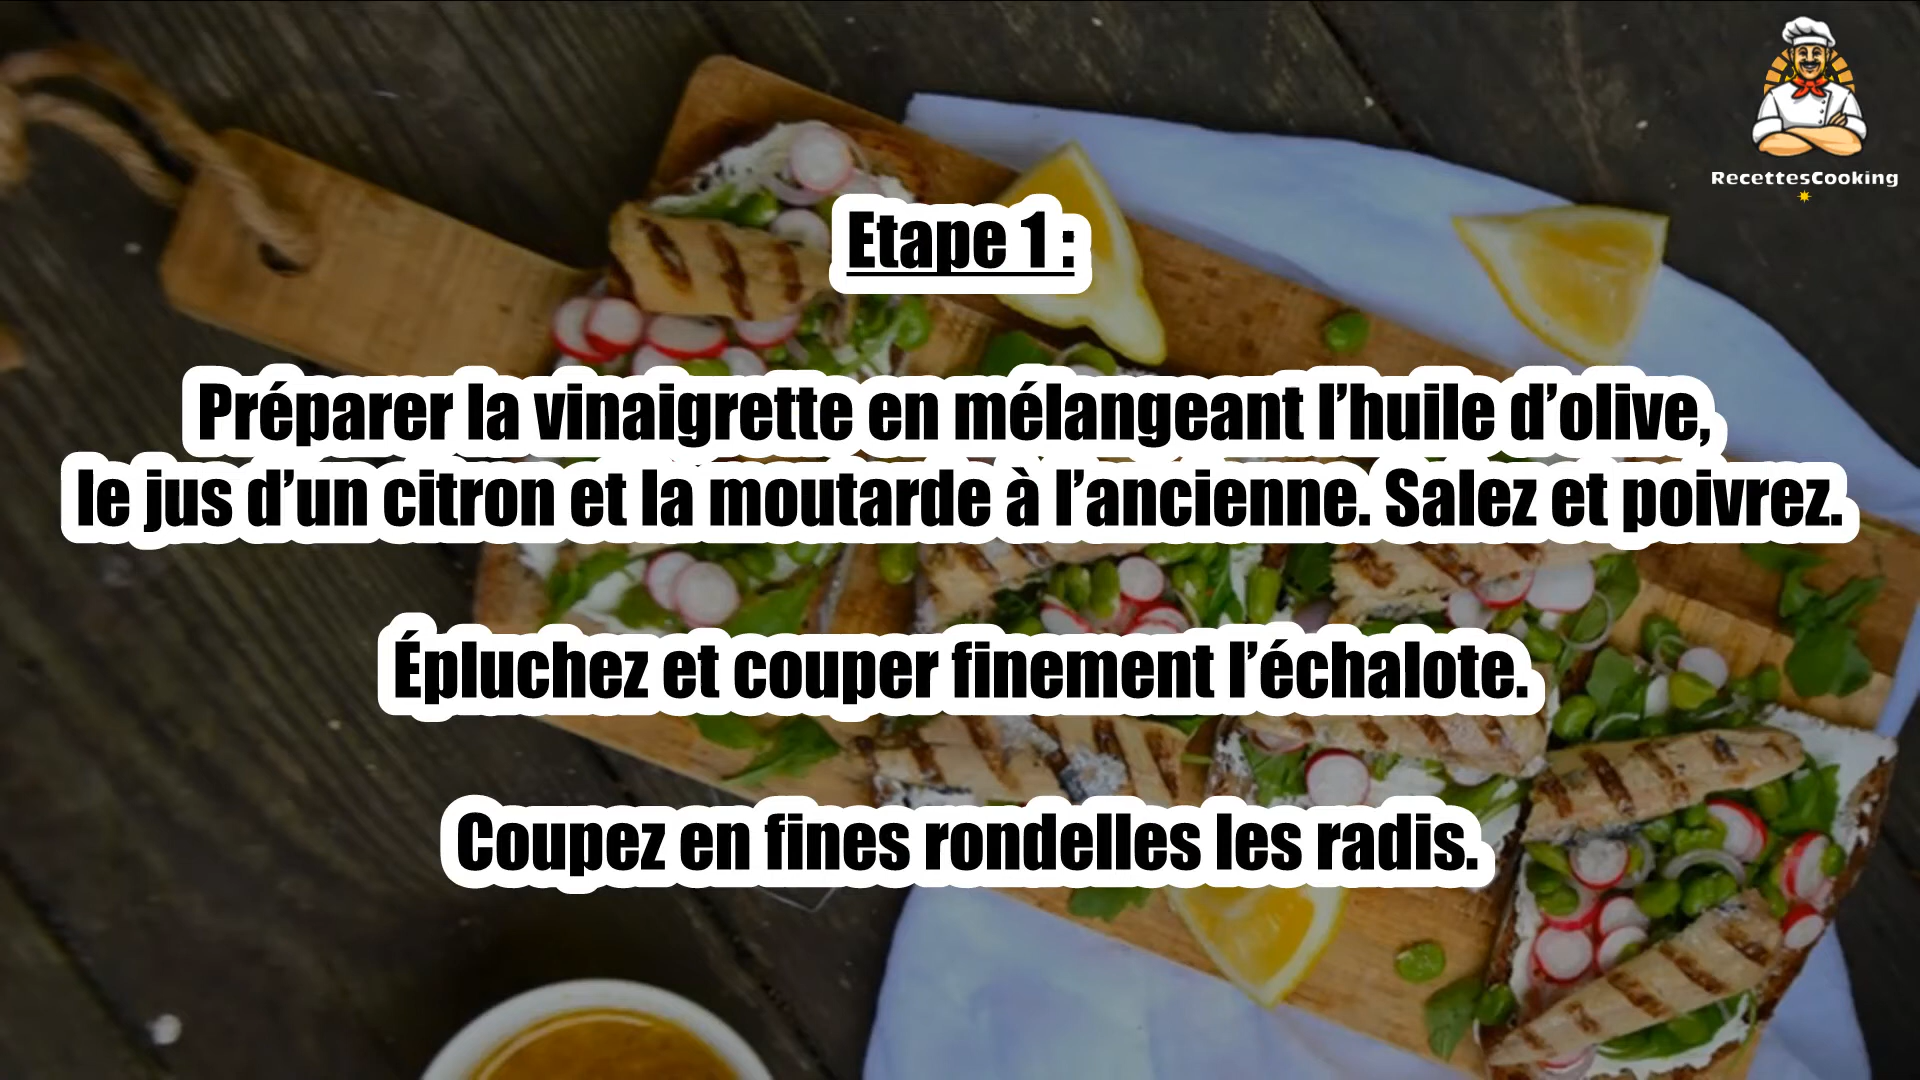 RecettesCooking
Etape 1 :
Préparer la vinaigrette en mélangeant l’huile d’olive,
le jus d’un citron et la moutarde à l’ancienne. Salez et poivrez.
Épluchez et couper finement l’échalote.
Coupez en fines rondelles les radis.